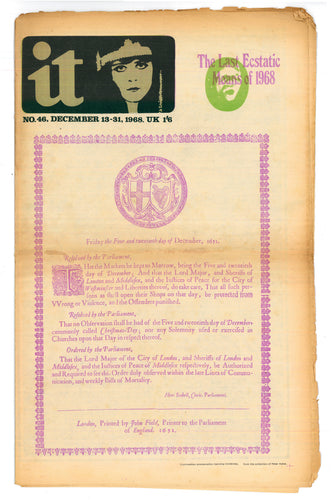 it
The Last Ecstatic
Means of 1968
NO. 46. DECEMBER 13-31, 1968. UK 1/6
Friday the Four and twentieth day of December, 1652.
Resolved by the Parliament,
THat the Markets be kept to Morrow, being the Five and twentieth
day of December; And that the Lord Major, and Sheriffs of
London and Middlesex, and the Justices of Peace for the City of
Westminster and Liberties thereof, do take care, That all such per-
sons as shall open their Shops on that day, be protected from
VVrong or Violence, and the Offenders punished.
Resolved by the Parliament,
That no Observation shall be had of the Five and twentieth day of December
commonly called Christmas-Day; nor any Solemnity used or exercised in
Churches upon that Day in respect thereof.
Ordered by the Parliament,
That the Lord Major of the City of London, and Sheriffs of London and
Middlesex, and the Justices of Peace of Middlesex respectively, be Authorized
and Required to see this Order duly observed within the late Lines of Commu-
nication, and weekly Bills of Mortality.
Hen: Scobell, Cleric. Parliamenti.
London, Printed by John Field, Printer to the Parliament
of England. 1652.